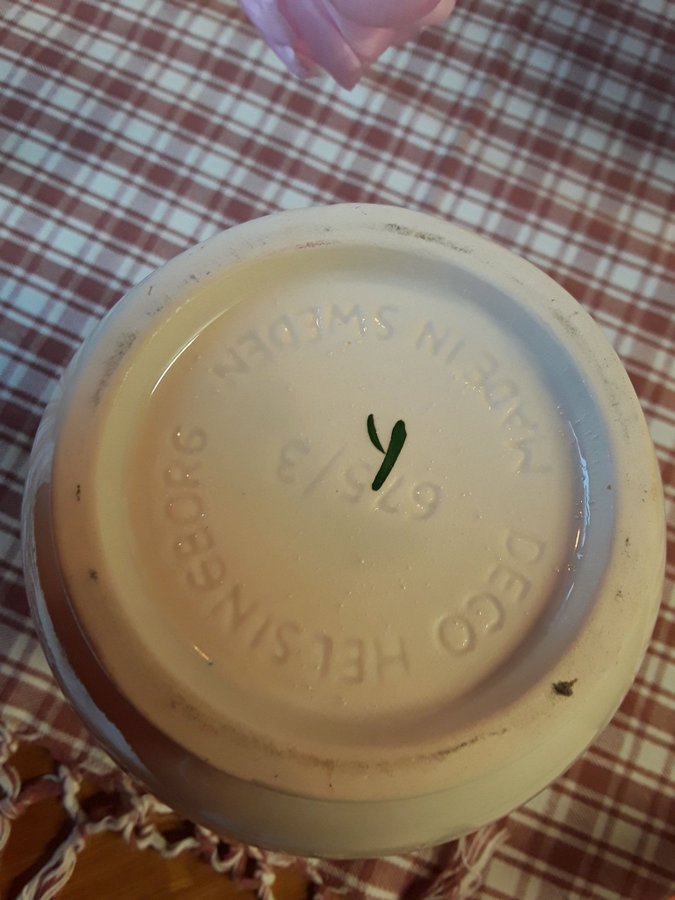 DECO HELSINGBORG
MADE IN SWEDEN
675/3
y